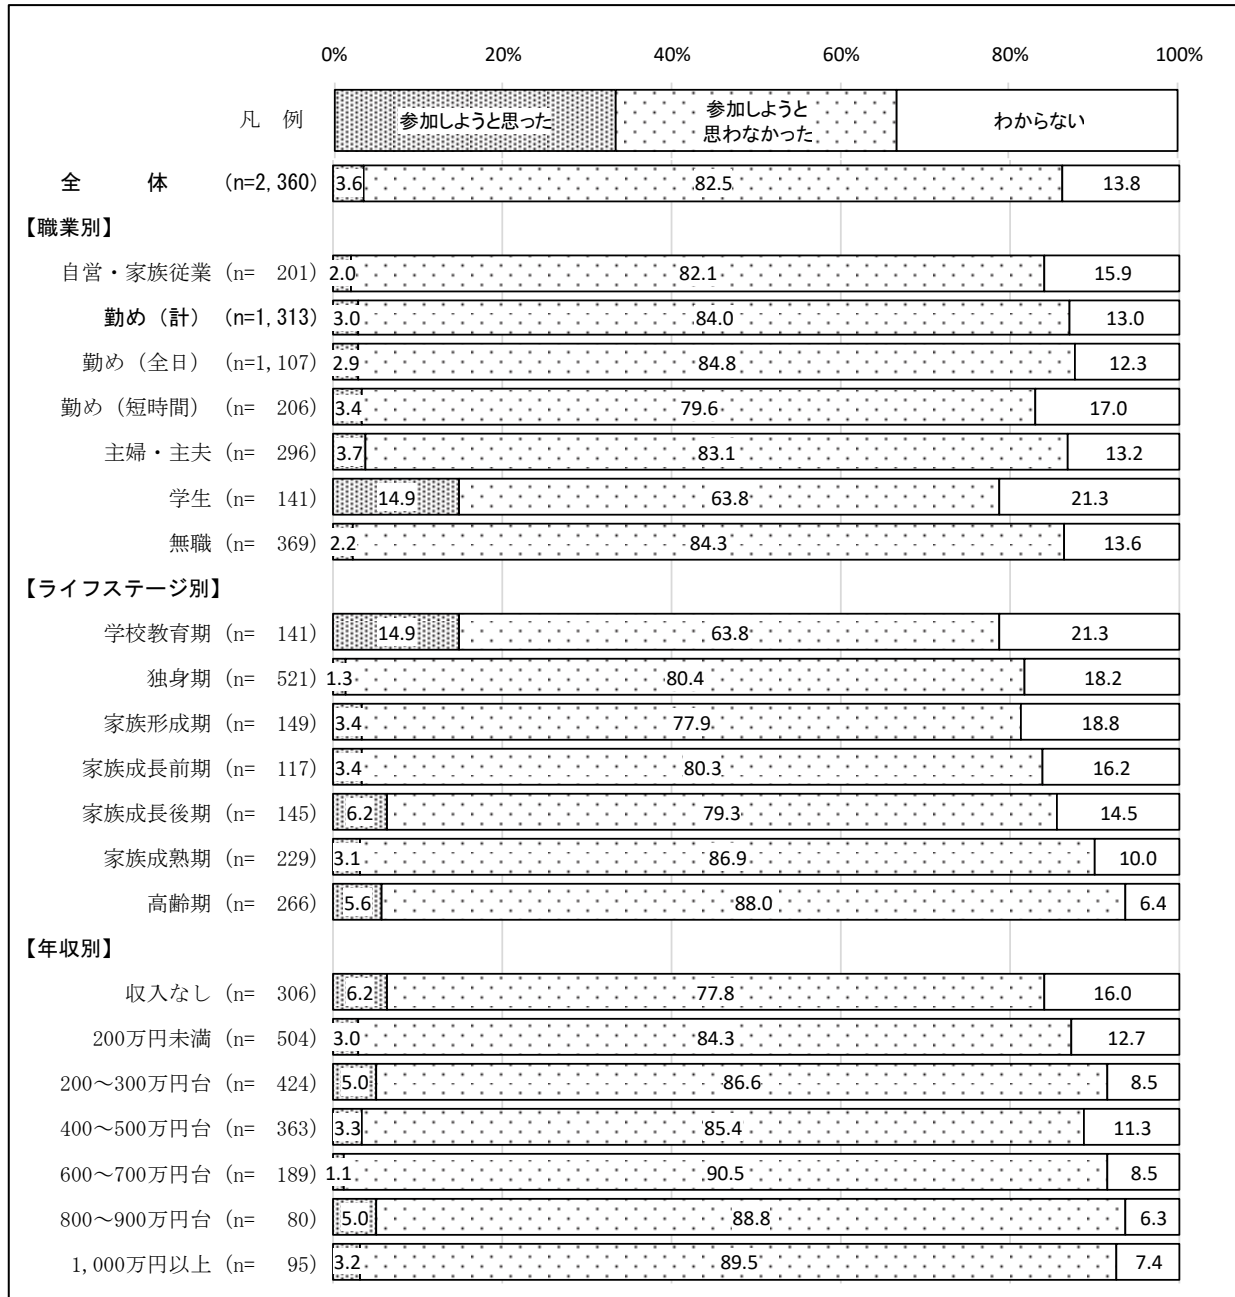 0% 20% 40% 60% 80% 100%
凡 例 参加しようと思った 参加しようと 思わなかった わからない
全 体 (n=2,360) 3.6 82.5 13.8
【職業別】
自営・家族従業 (n= 201) 2.0 82.1 15.9
勤め（計） (n=1,313) 3.0 84.0 13.0
勤め（全日） (n=1,107) 2.9 84.8 12.3
勤め（短時間） (n= 206) 3.4 79.6 17.0
主婦・主夫 (n= 296) 3.7 83.1 13.2
学生 (n= 141) 14.9 63.8 21.3
無職 (n= 369) 2.2 84.3 13.6
【ライフステージ別】
学校教育期 (n= 141) 14.9 63.8 21.3
独身期 (n= 521) 1.3 80.4 18.2
家族形成期 (n= 149) 3.4 77.9 18.8
家族成長前期 (n= 117) 3.4 80.3 16.2
家族成長後期 (n= 145) 6.2 79.3 14.5
家族成熟期 (n= 229) 3.1 86.9 10.0
高齢期 (n= 266) 5.6 88.0 6.4
【年収別】
収入なし (n= 306) 6.2 77.8 16.0
200万円未満 (n= 504) 3.0 84.3 12.7
200～300万円台 (n= 424) 5.0 86.6 8.5
400～500万円台 (n= 363) 3.3 85.4 11.3
600～700万円台 (n= 189) 1.1 90.5 8.5
800～900万円台 (n= 80) 5.0 88.8 6.3
1,000万円以上 (n= 95) 3.2 89.5 7.4